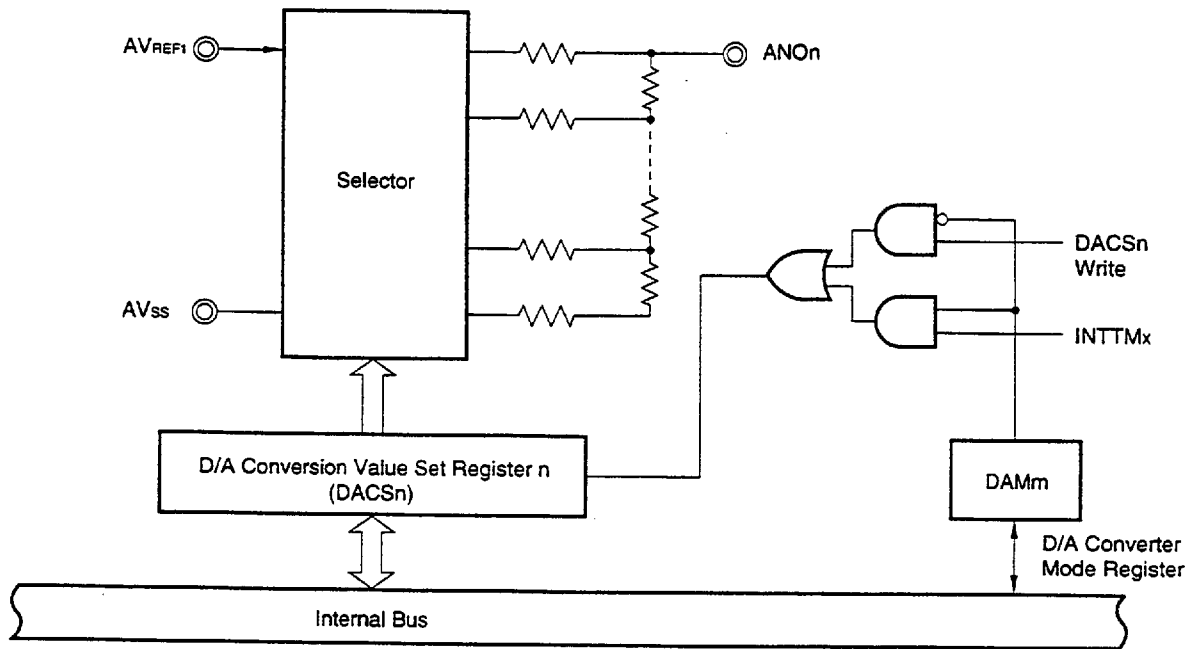 AVREF1
ANOn
Selector
DACSn
Write
AVss
INTTMx
D/A Conversion Value Set Register n
(DACSn)
DAMm
D/A Converter
Mode Register
Internal Bus